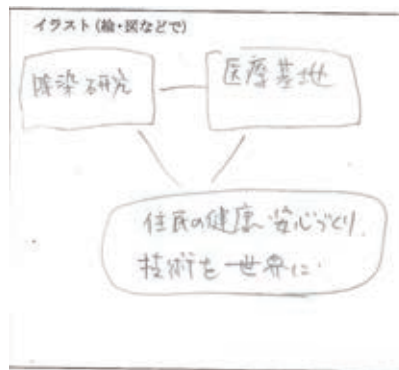 イラスト(絵・図などで)
除染研究
医療基地
住民の健康、安心づくり
技術を世界に